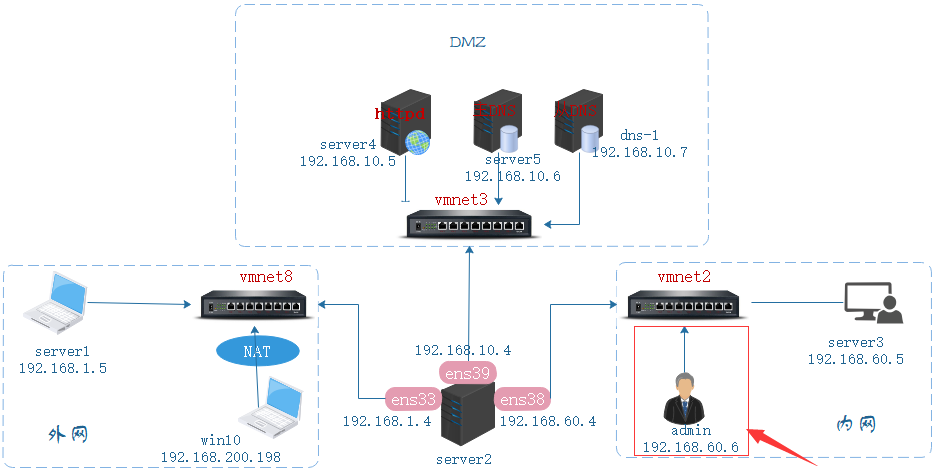 DMZ
httpd
server4
192.168.10.5
server5
192.168.10.6
dns-1
192.168.10.7
vmnet3
vmnet8
server1
192.168.1.5
NAT
win10
192.168.200.198
外网
192.168.10.4
ens39
ens33
ens38
192.168.1.4
192.168.60.4
server2
vmnet2
server3
192.168.60.5
admin
192.168.60.6
内网